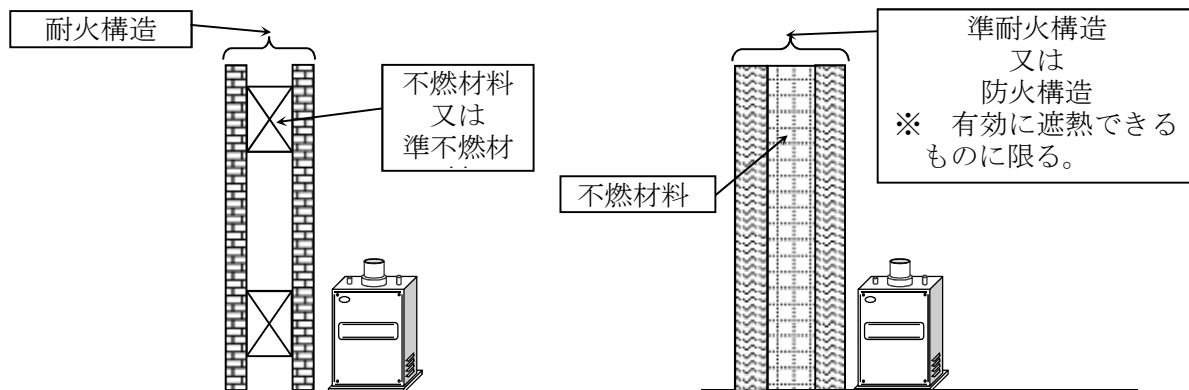 耐火構造
不燃材料
又は
準不燃材
準耐火構造
又は
防火構造
※　有効に遮熱できる
ものに限る。
不燃材料